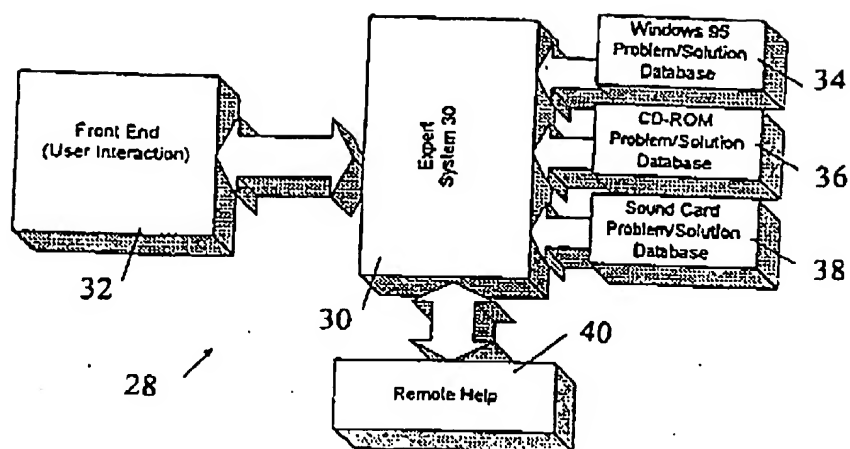 Windows 95
Problem/Solution
Database
34
Front End
(User Interaction)
Expert
System 30
CD-ROM
Problem/Solution
Database
36
Sound Card
Problem/Solution
Database
38
32
30
40
28
Remote Help